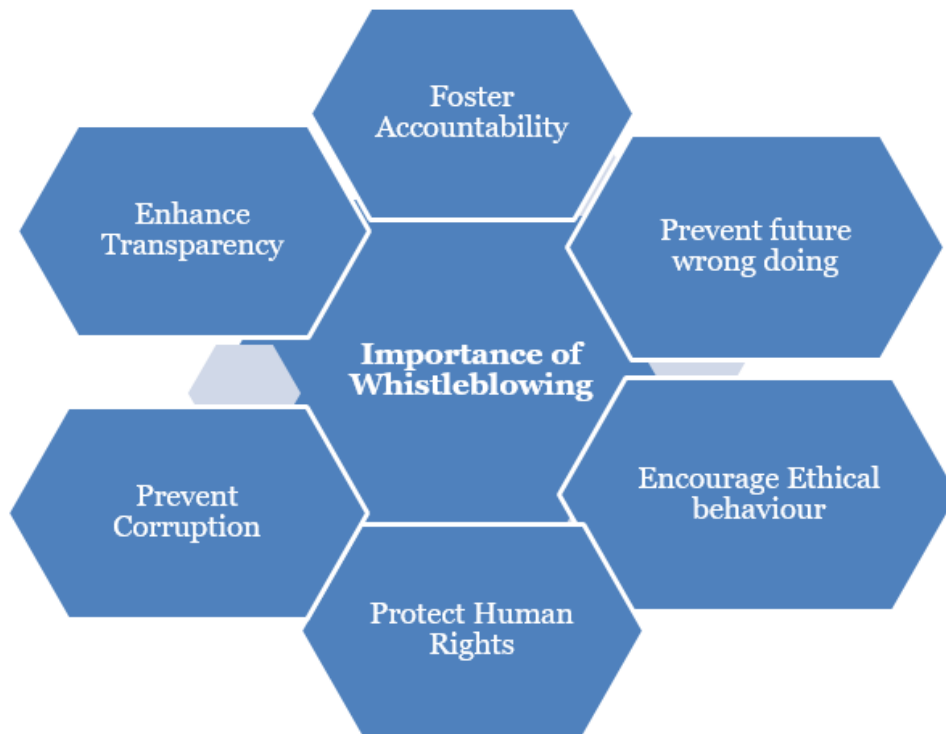 Foster
Accountability
Enhance
Transparency
Prevent future
wrong doing
Importance of
Whistleblowing
Prevent
Corruption
Encourage Ethical
behaviour
Protect Human
Rights